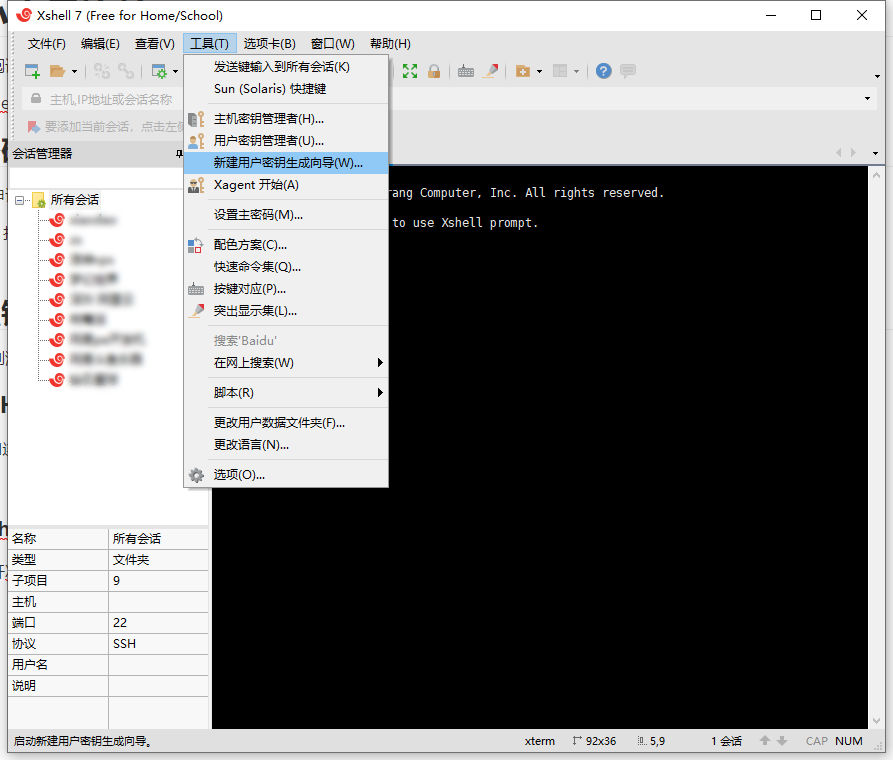 Xshell 7 (Free for Home/School)
文件(F) 编辑(E) 查看(V) 工具(T) 选项卡(B) 窗口(W) 帮助(H)
主机,IP地址或会话名称
要添加当前会话，点击左侧
会话管理器
所有会话
发送键输入到所有会话(K)
Sun (Solaris) 快捷键
主机密钥管理者(H)...
用户密钥管理者(U)...
新建用户密钥生成向导(W)...
Xagent 开始(A)
设置主密码(M)...
配色方案(C)...
快速命令集(Q)...
按键对应(P)...
突出显示集(L)...
搜索'Baidu'
在网上搜索(W)
脚本(R)
更改用户数据文件夹(F)...
更改语言(N)...
选项(O)...
rang Computer, Inc. All rights reserved.
to use Xshell prompt.
名称 所有会话
类型 文件夹
子项目 9
主机
端口 22
协议 SSH
用户名
说明
启动新建用户密钥生成向导。 xterm 92x36 5,9 1 会话 CAP NUM